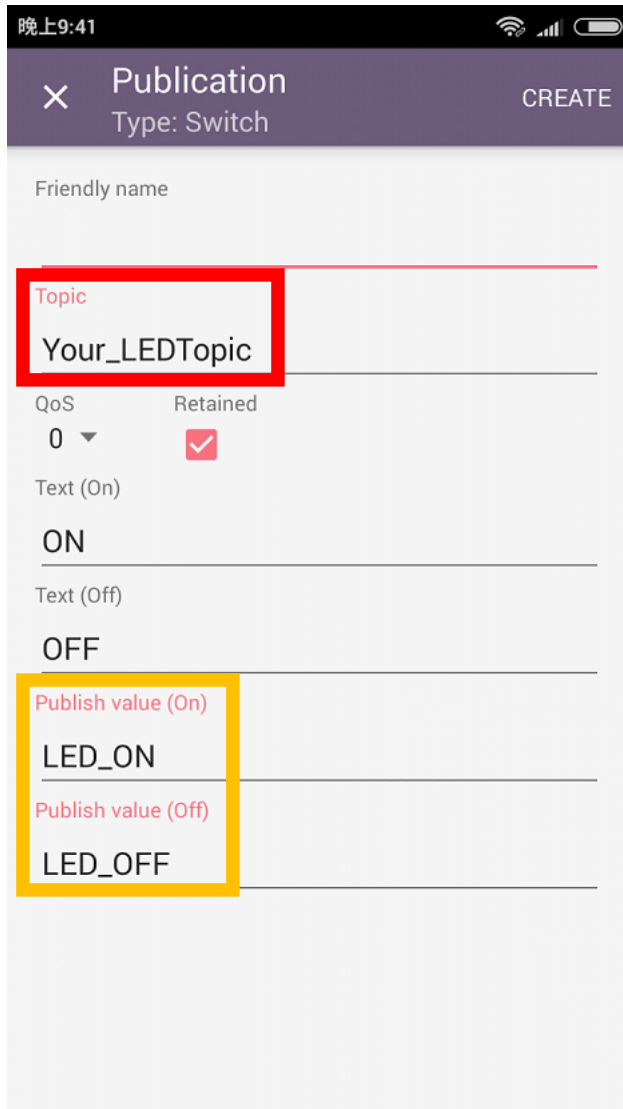 晚上9:41
Publication
Type: Switch
CREATE
Friendly name
Topic
Your_LEDTopic
QoS Retained
0
Text (On)
ON
Text (Off)
OFF
Publish value (On)
LED_ON
Publish value (Off)
LED_OFF